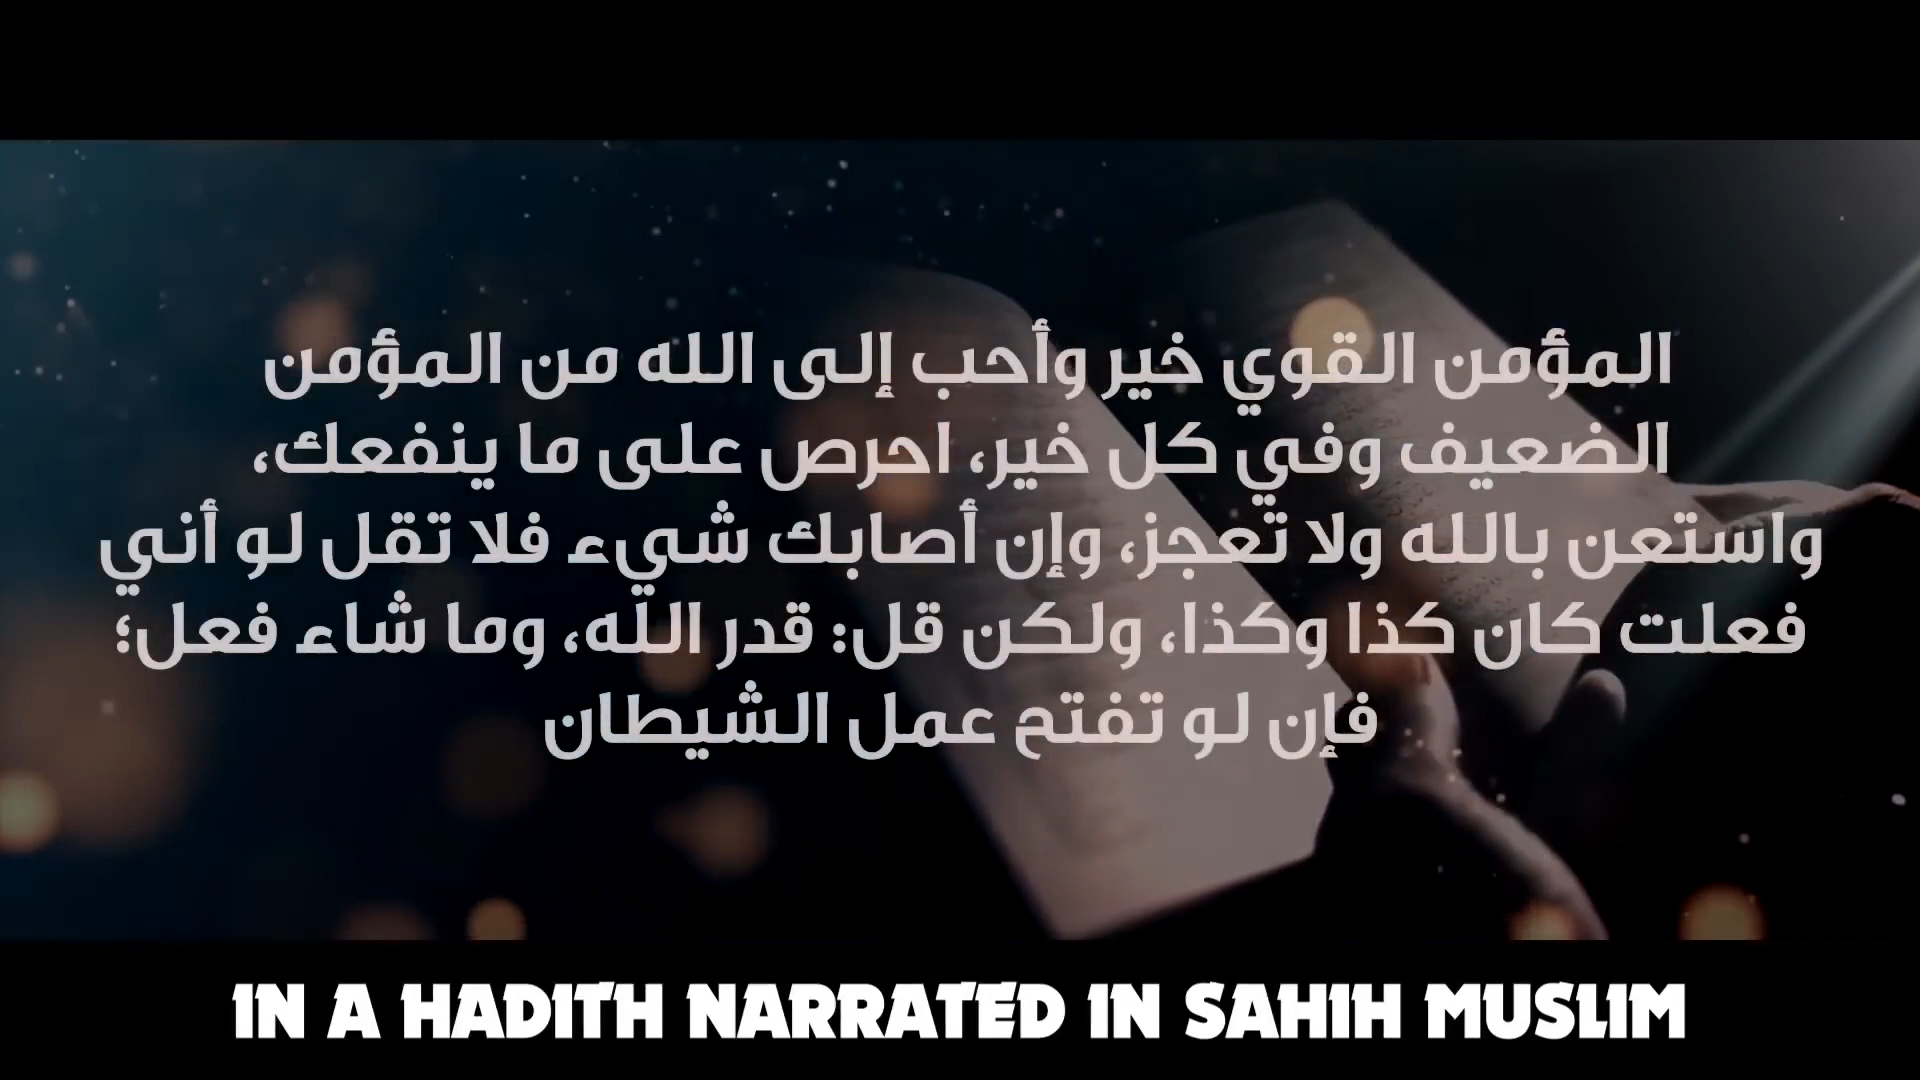 المؤمن القوي خير وأحب إلى الله من المؤمن
الضعيف وفي كل خير، احرص على ما ينفعك،
واستعن بالله ولا تعجز، وإن أصابك شيء فلا تقل لو أني
فعلت كان كذا وكذا، ولكن قل: قدر الله، وما شاء فعل؛
فإن لو تفتح عمل الشيطان
IN A HADITH NARRATED IN SAHIH MUSLIM